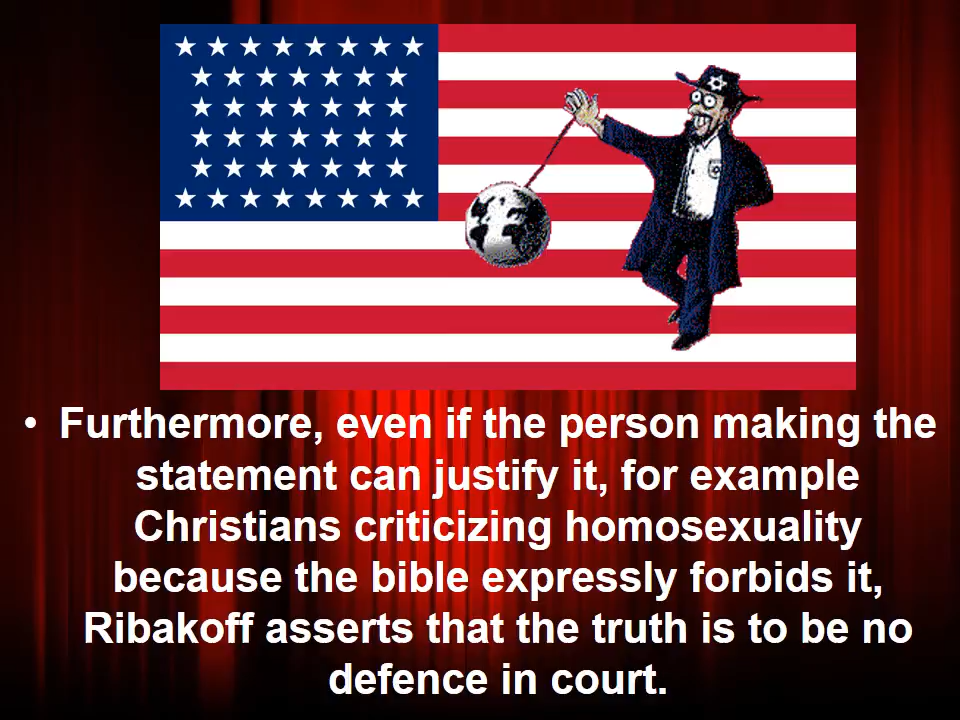 • Furthermore, even if the person making the
statement can justify it, for example
Christians criticizing homosexuality
because the bible expressly forbids it,
Ribakoff asserts that the truth is to be no
defence in court.